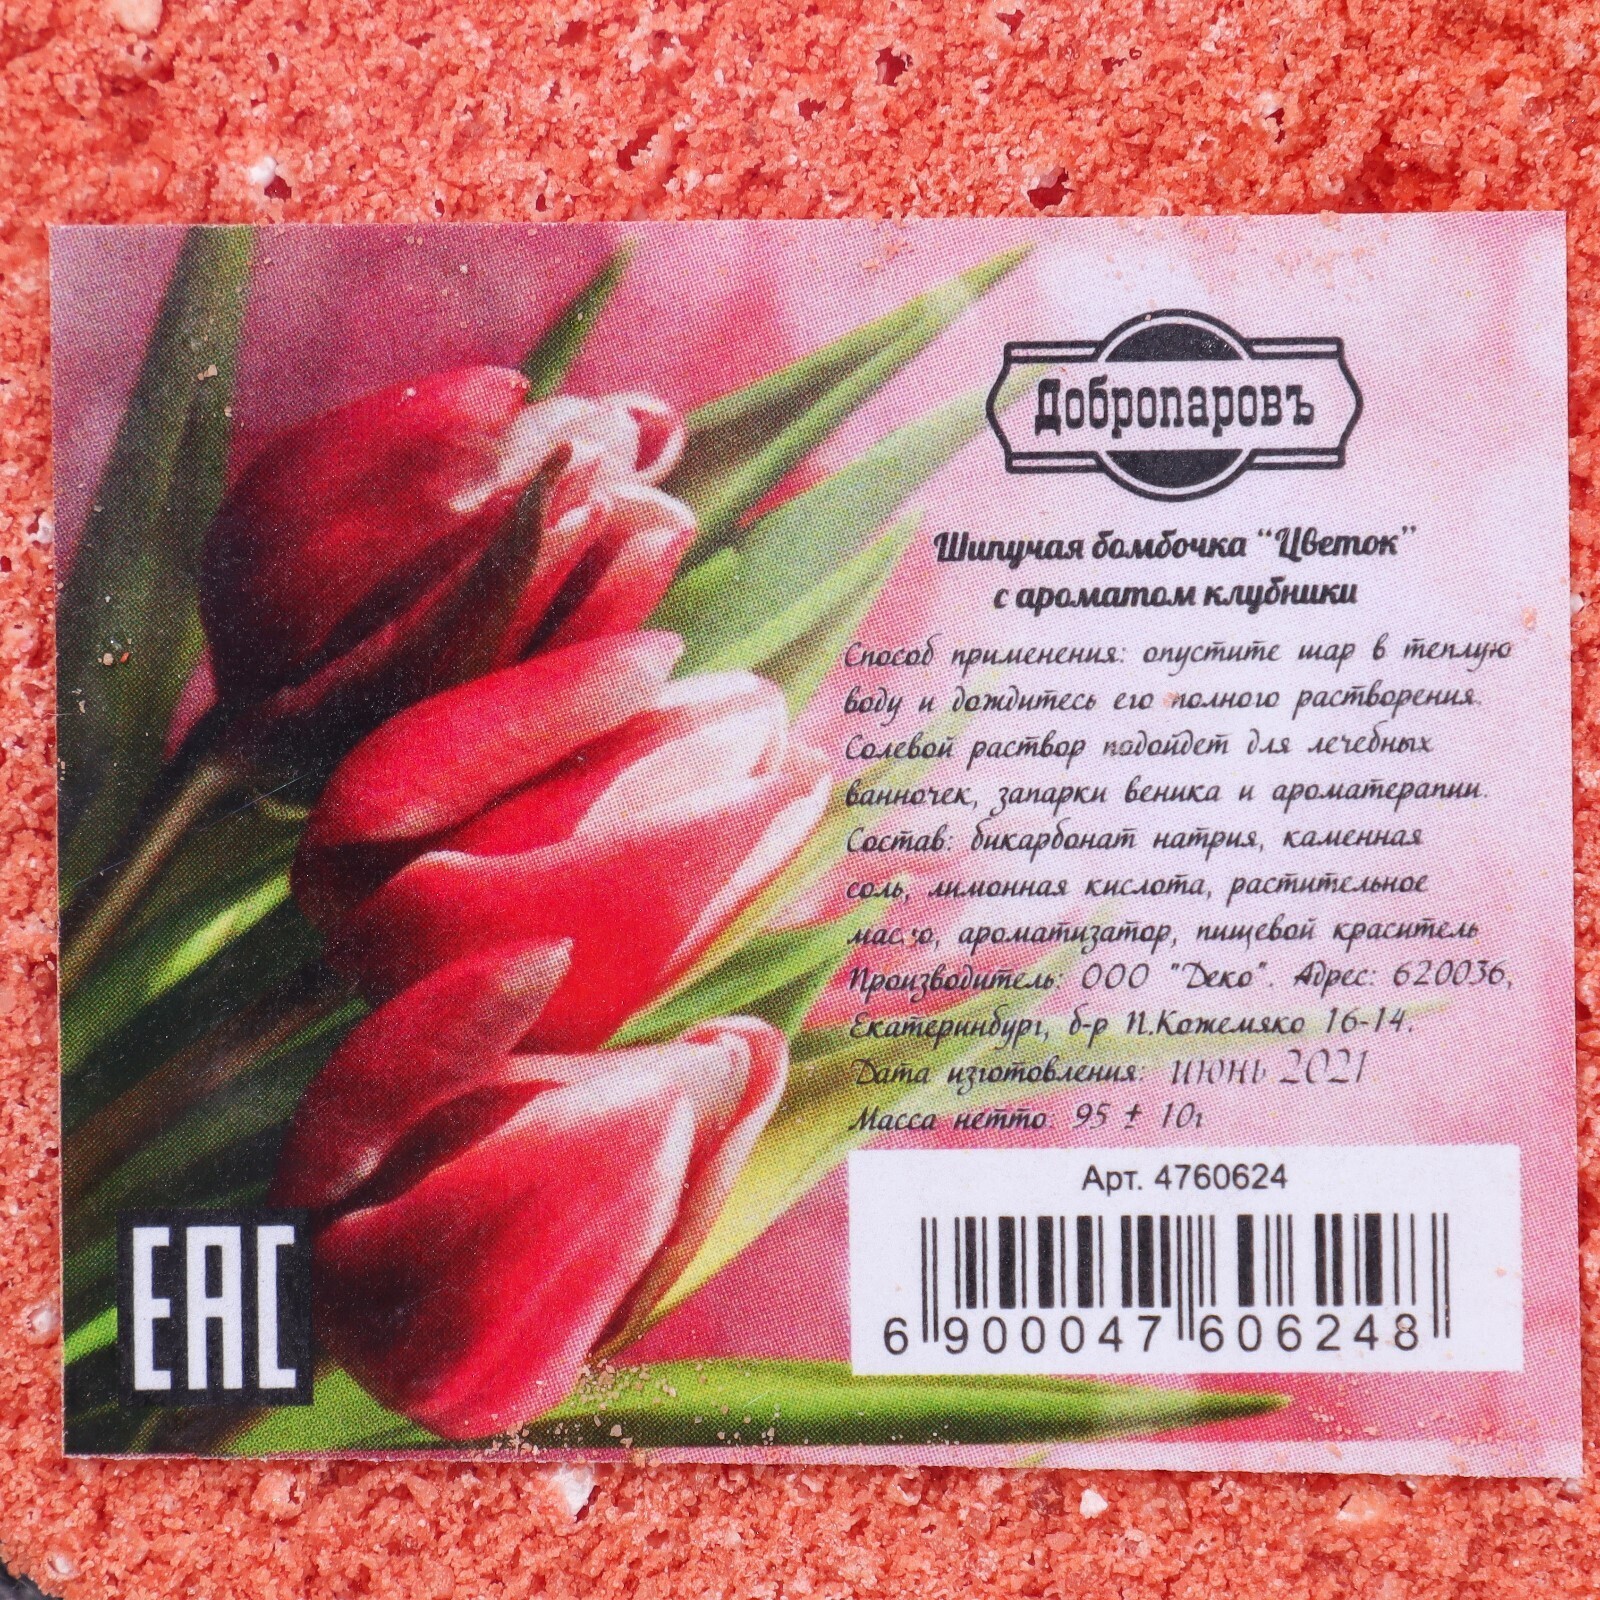 Добропаровъ
Шипучая бомбочка “Цветок”
с ароматом клубники
Способ применения: опустите шар в теплую
воду и дождитесь его полного растворения.
Солевой раствор подойдет для лечебных
ванночек, запарки веника и ароматерапии.
Состав: бикарбонат натрия, каменная
соль, лимонная кислота, растительное
масло, ароматизатор, пищевой краситель
Производитель: ООО "Деко". Адрес: 620036,
Екатеринбург, б-р П.Кожемяко 16-14.
Дата изготовления: июнь 2021
Масса нетто: 95 ± 10г
Арт. 4760624
6 900047 606248
ЕАС